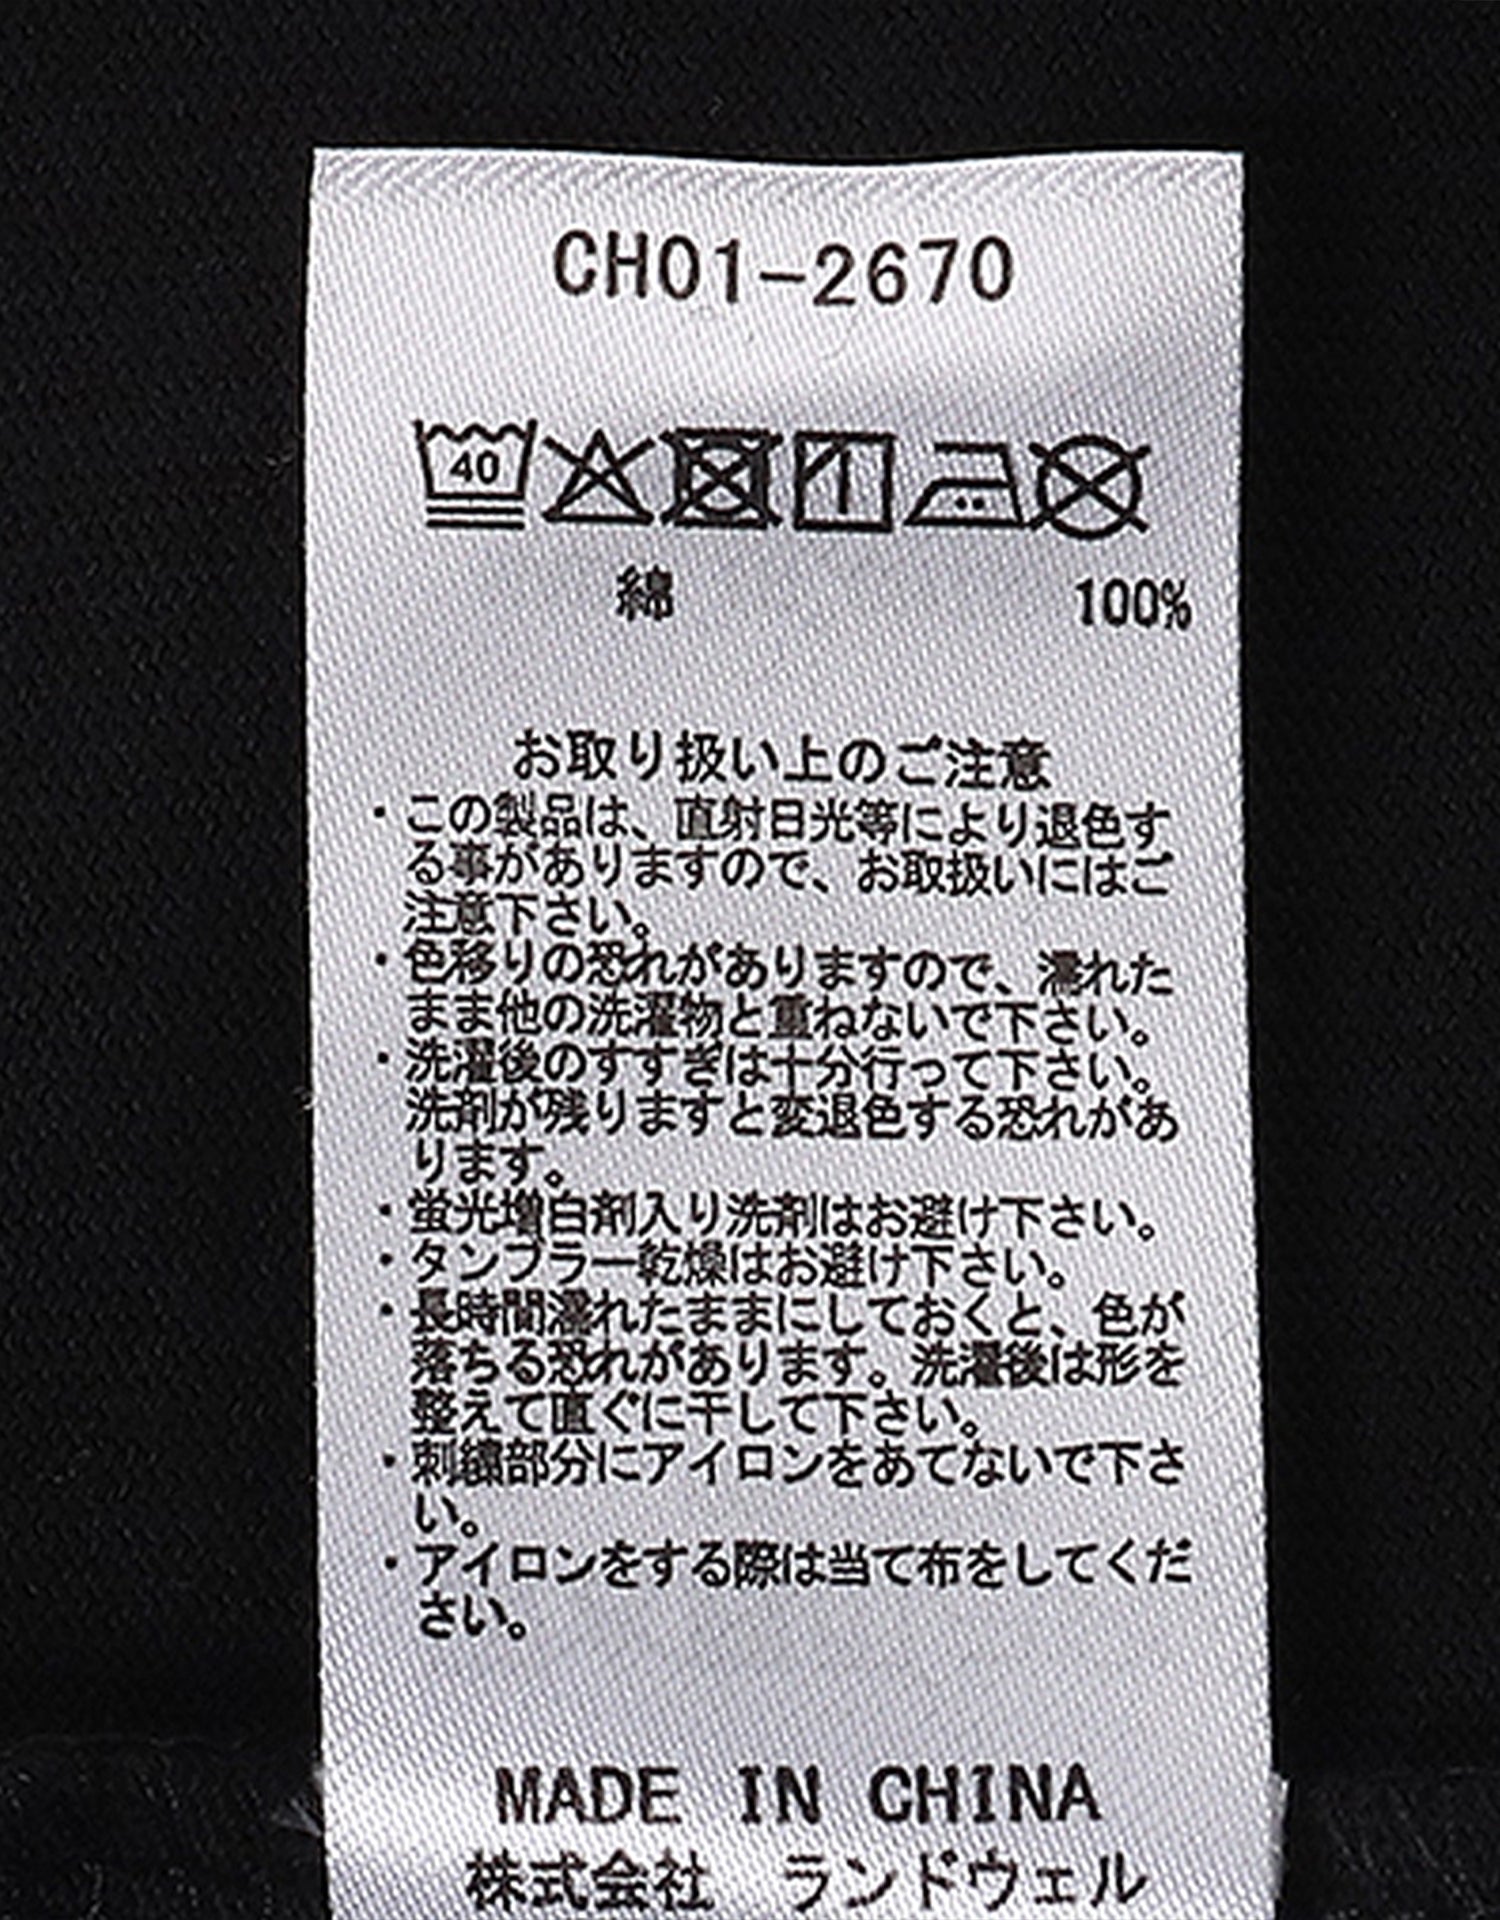 CH01-2670
40
綿 100%
お取り扱い上のご注意
・この製品は、直射日光等により退色す
る事がありますので、お取扱いにはご
注意下さい。
・色移りの恐れがありますので、濡れた
まま他の洗濯物と重ねないで下さい。
・洗濯後のすすぎは十分行って下さい。
洗剤が残りますと変退色する恐れがあ
ります。
・蛍光増白剤入り洗剤はお避け下さい。
・タンブラー乾燥はお避け下さい。
・長時間濡れたままにしておくと、色が
落ちる恐れがあります。洗濯後は形を
整えて直ぐに干して下さい。
・刺繍部分にアイロンをあてないで下さ
い。
・アイロンをする際は当て布をしてくだ
さい。
MADE IN CHINA
株式会社 ランドウェル